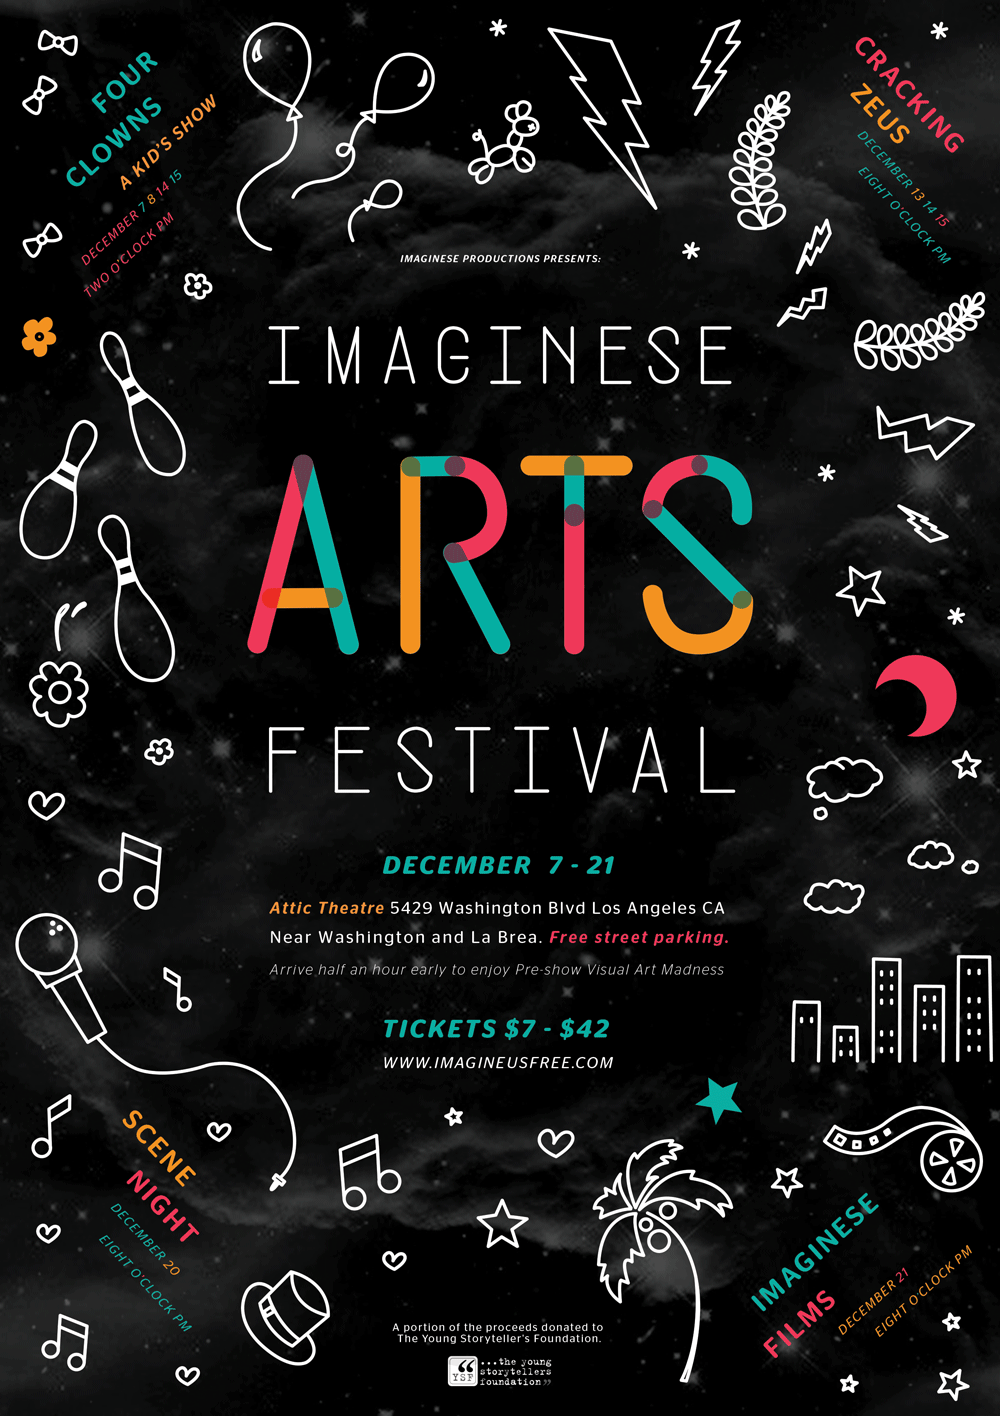 FOUR
CLOWNS
A KID'S SHOW
DECEMBER 7 8 14 15
TWO O'CLOCK PM
CRACKING
ZEUS
DECEMBER 13 14 15
EIGHT O'CLOCK PM
IMAGINESE PRODUCTIONS PRESENTS:
IMAGINESE
ARTS
FESTIVAL
DECEMBER 7 - 21
Attic Theatre 5429 Washington Blvd Los Angeles CA
Near Washington and La Brea. Free street parking.
Arrive half an hour early to enjoy Pre-show Visual Art Madness
TICKETS $7 - $42
WWW.IMAGINEUSFREE.COM
SCENE
NIGHT
DECEMBER 20
EIGHT O'CLOCK PM
IMAGINESE
FILMS
DECEMBER 21
EIGHT O'CLOCK PM
A portion of the proceeds donated to
The Young Storyteller's Foundation.
“ YSF
...the young
storytellers
foundation”